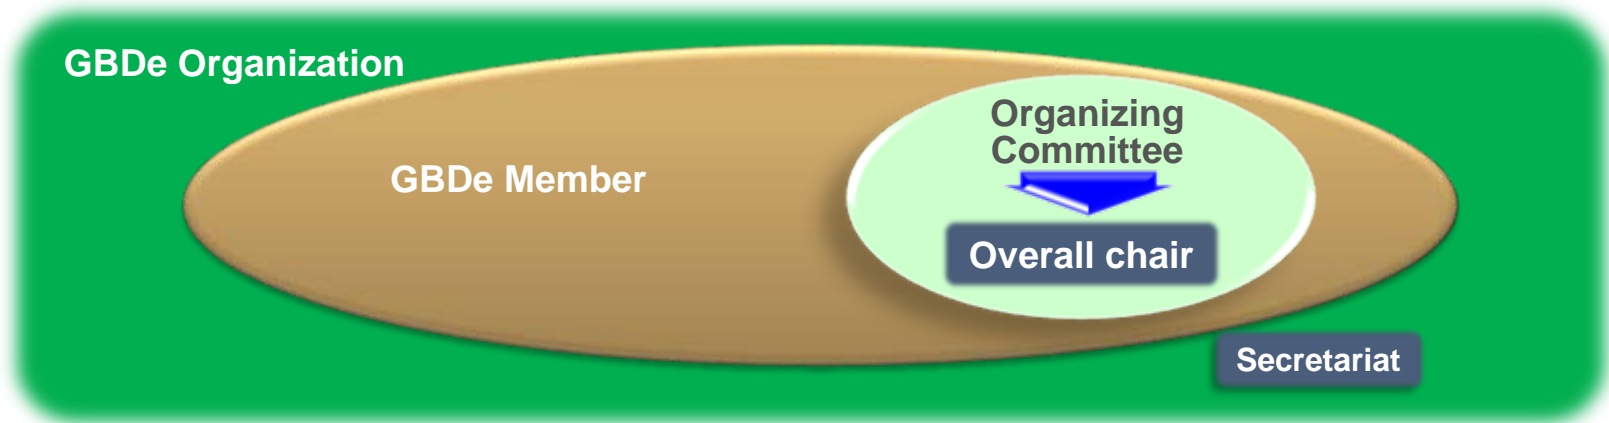 GBDe Organization
Organizing
Committee
GBDe Member
Overall chair
Secretariat